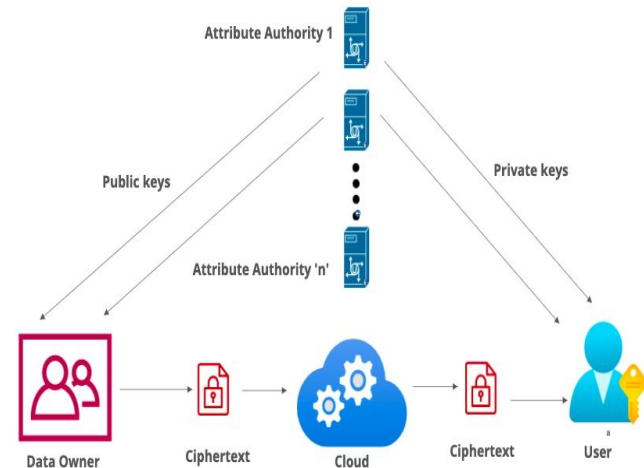 Attribute Authority 1
Public keys
Private keys
Attribute Authority 'n'
Data Owner
Ciphertext
Cloud
Ciphertext
a
User